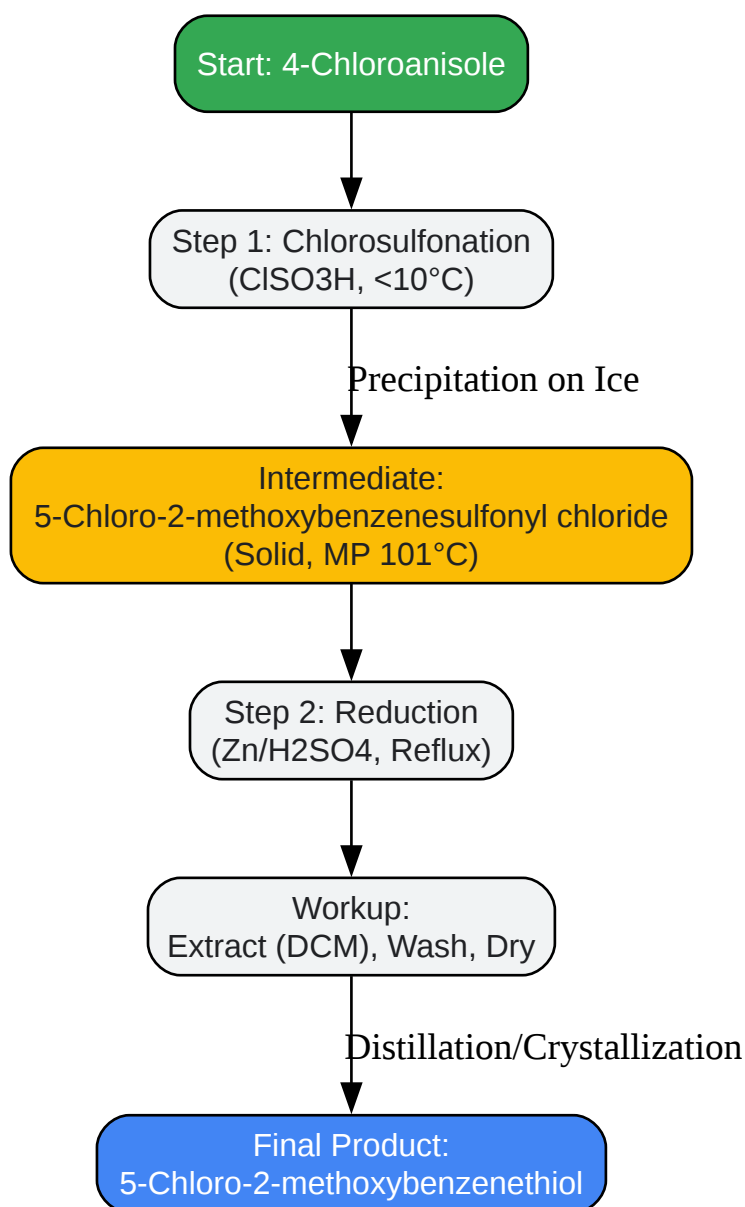 Start: 4-Chloroanisole
Step 1: Chlorosulfonation
(ClSO3H, <10°C)
Precipitation on Ice
Intermediate:
5-Chloro-2-methoxybenzenesulfonyl chloride
(Solid, MP 101°C)
Step 2: Reduction
(Zn/H2SO4, Reflux)
Workup:
Extract (DCM), Wash, Dry
Distillation/Crystallization
Final Product:
5-Chloro-2-methoxybenzenethiol